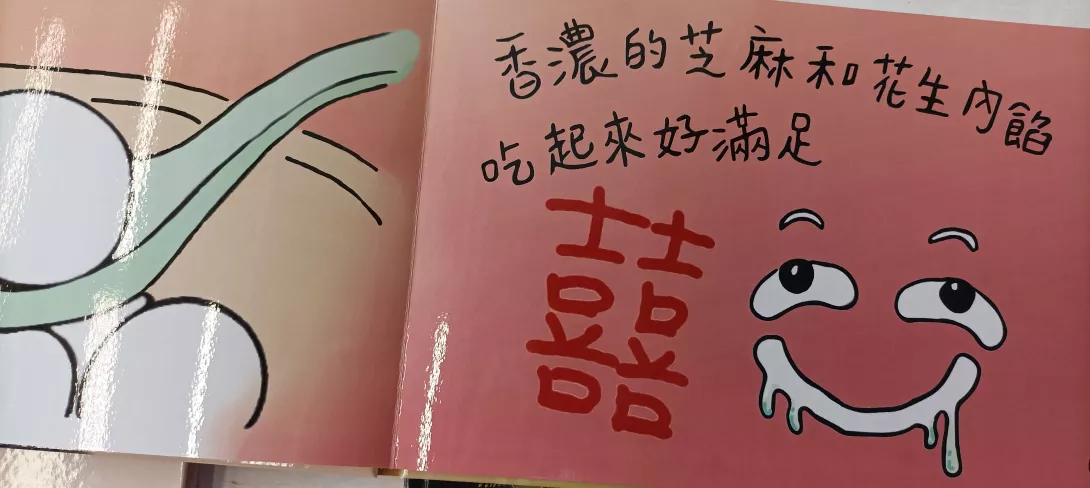 香濃的芝麻和花生內餡
吃起來好滿足
囍